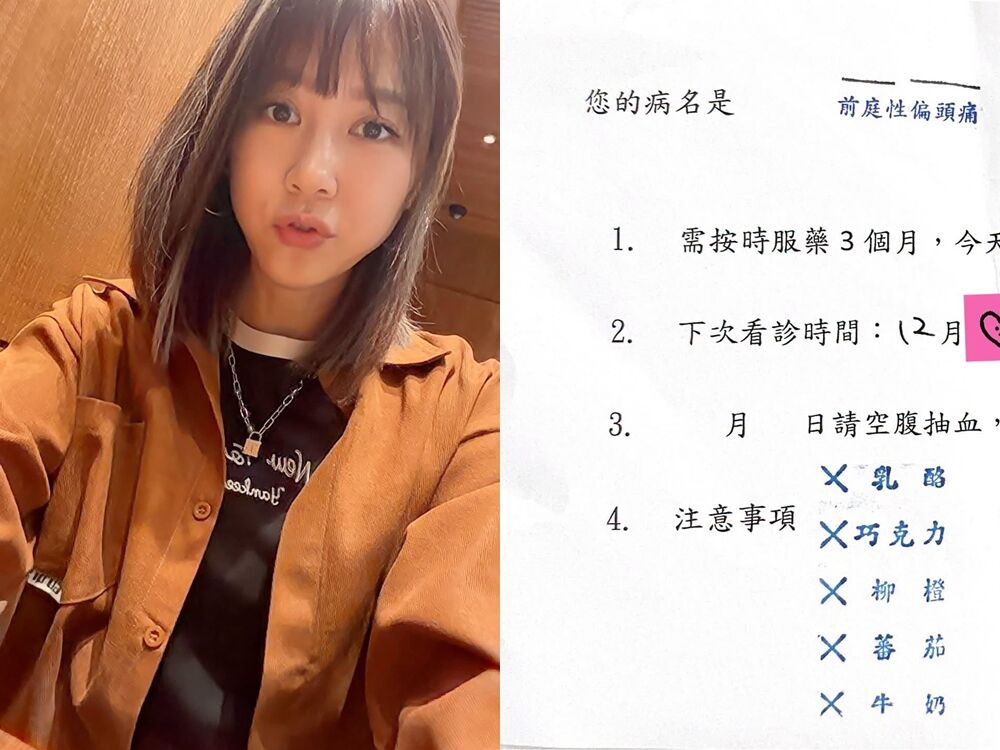 New
Yankee
您的病名是 前庭性偏頭痛
1. 需按時服藥3個月，今天
2. 下次看診時間：12月
3. 月 日請空腹抽血，
4. 注意事項
×乳酪
×巧克力
×柳橙
×蕃茄
×牛奶